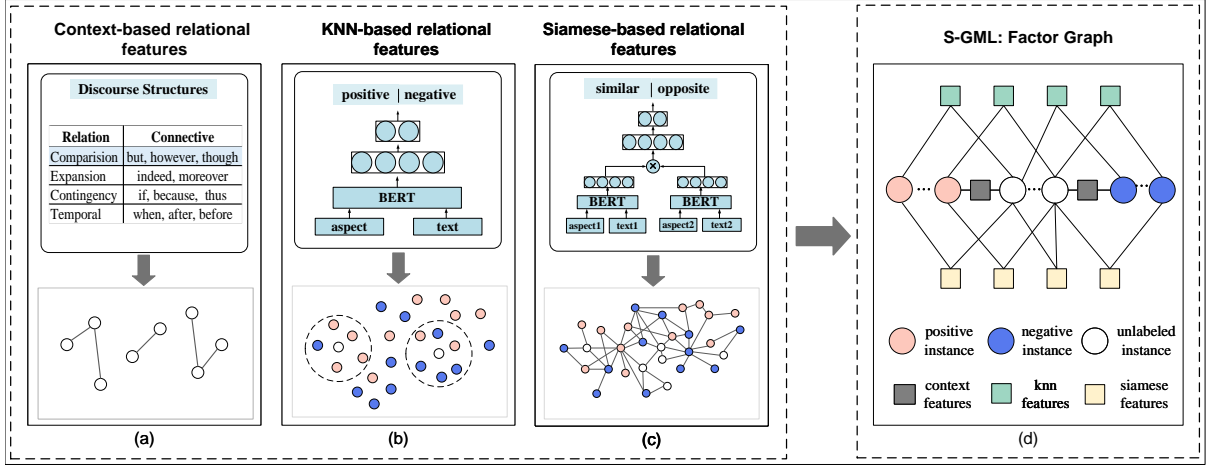 Context-based relational
features
KNN-based relational
features
Siamese-based relational
features
S-GML: Factor Graph
Discourse Structures
Relation Connective
Comparision but, however, though
Expansion indeed, moreover
Contingency if, because, thus
Temporal when, after, before
positive | negative
BERT
aspect text
similar | opposite
×
BERT BERT
aspect1 text1 aspect2 text2
positive
instance
negative
instance
unlabeled
instance
context
features
knn
features
siamese
features
(a)
(b)
(c)
(d)